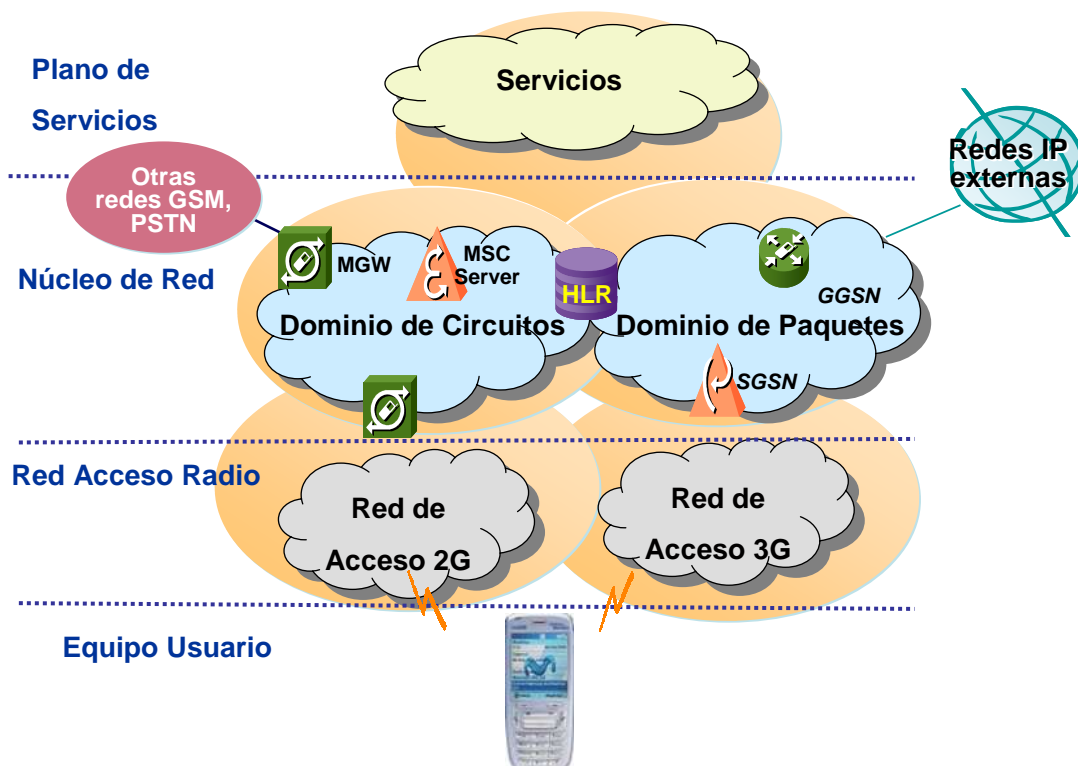 Plano de
Servicios
Servicios
Redes IP
externas
Otras
redes GSM,
PSTN
Núcleo de Red
MGW
MSC
Server
HLR
GGSN
Dominio de Circuitos
Dominio de Paquetes
SGSN
Red Acceso Radio
Red de
Acceso 2G
Red de
Acceso 3G
Equipo Usuario